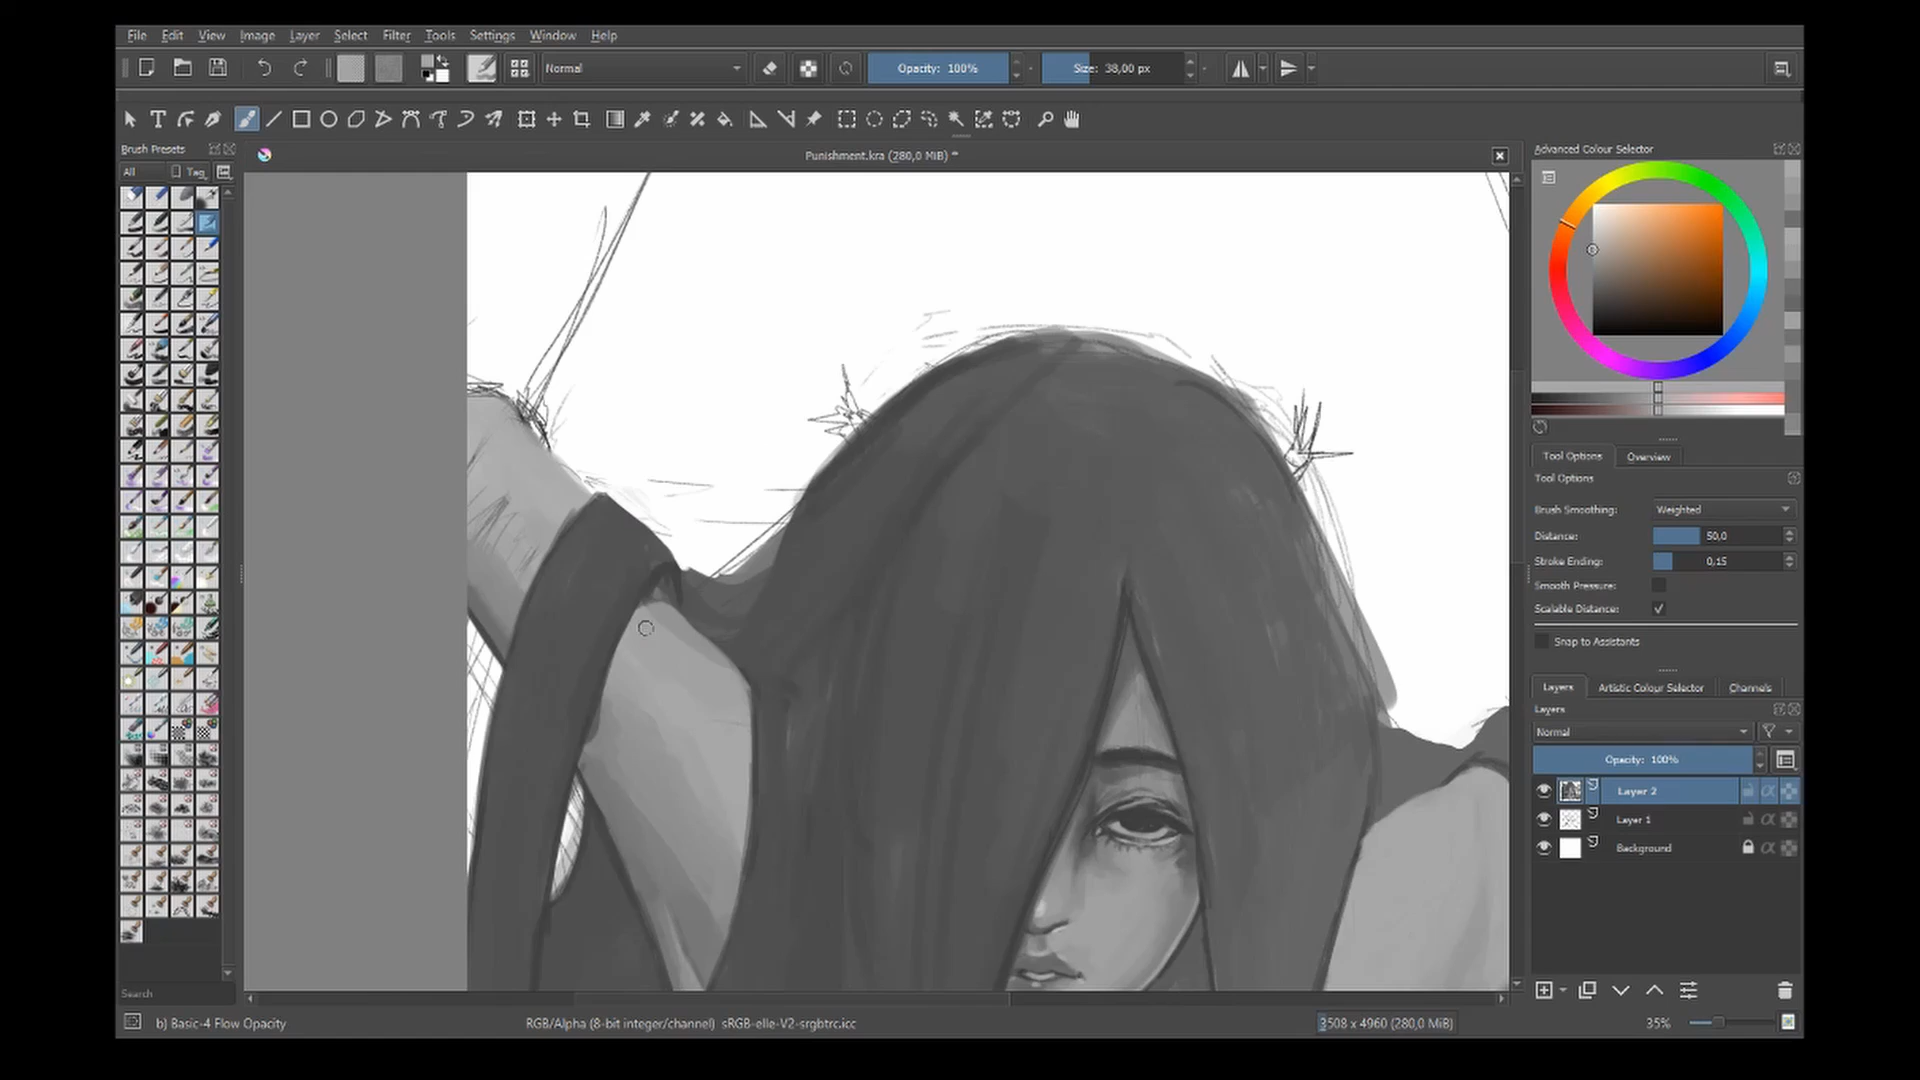 File Edit View Image Layer Select Filter Tools Settings Window Help
Normal
Opacity: 100%
Size: 38,00 px
Brush Presets
All
Tag
Punishment.kra (280,0 MiB) *
Advanced Colour Selector
Tool Options Overview
Tool Options
Brush Smoothing: Weighted
Distance: 50,0
Stroke Ending: 0,15
Smooth Pressure:
Scalable Distance: ✓
Snap to Assistants
Layers Artistic Colour Selector Channels
Layers
Normal
Opacity: 100%
Layer 2
Layer 1
Background
Search
b) Basic-4 Flow Opacity
RGB/Alpha (8-bit integer/channel) sRGB-elle-V2-srgbtrc.icc
3508 x 4960 (280,0 MiB)
35%